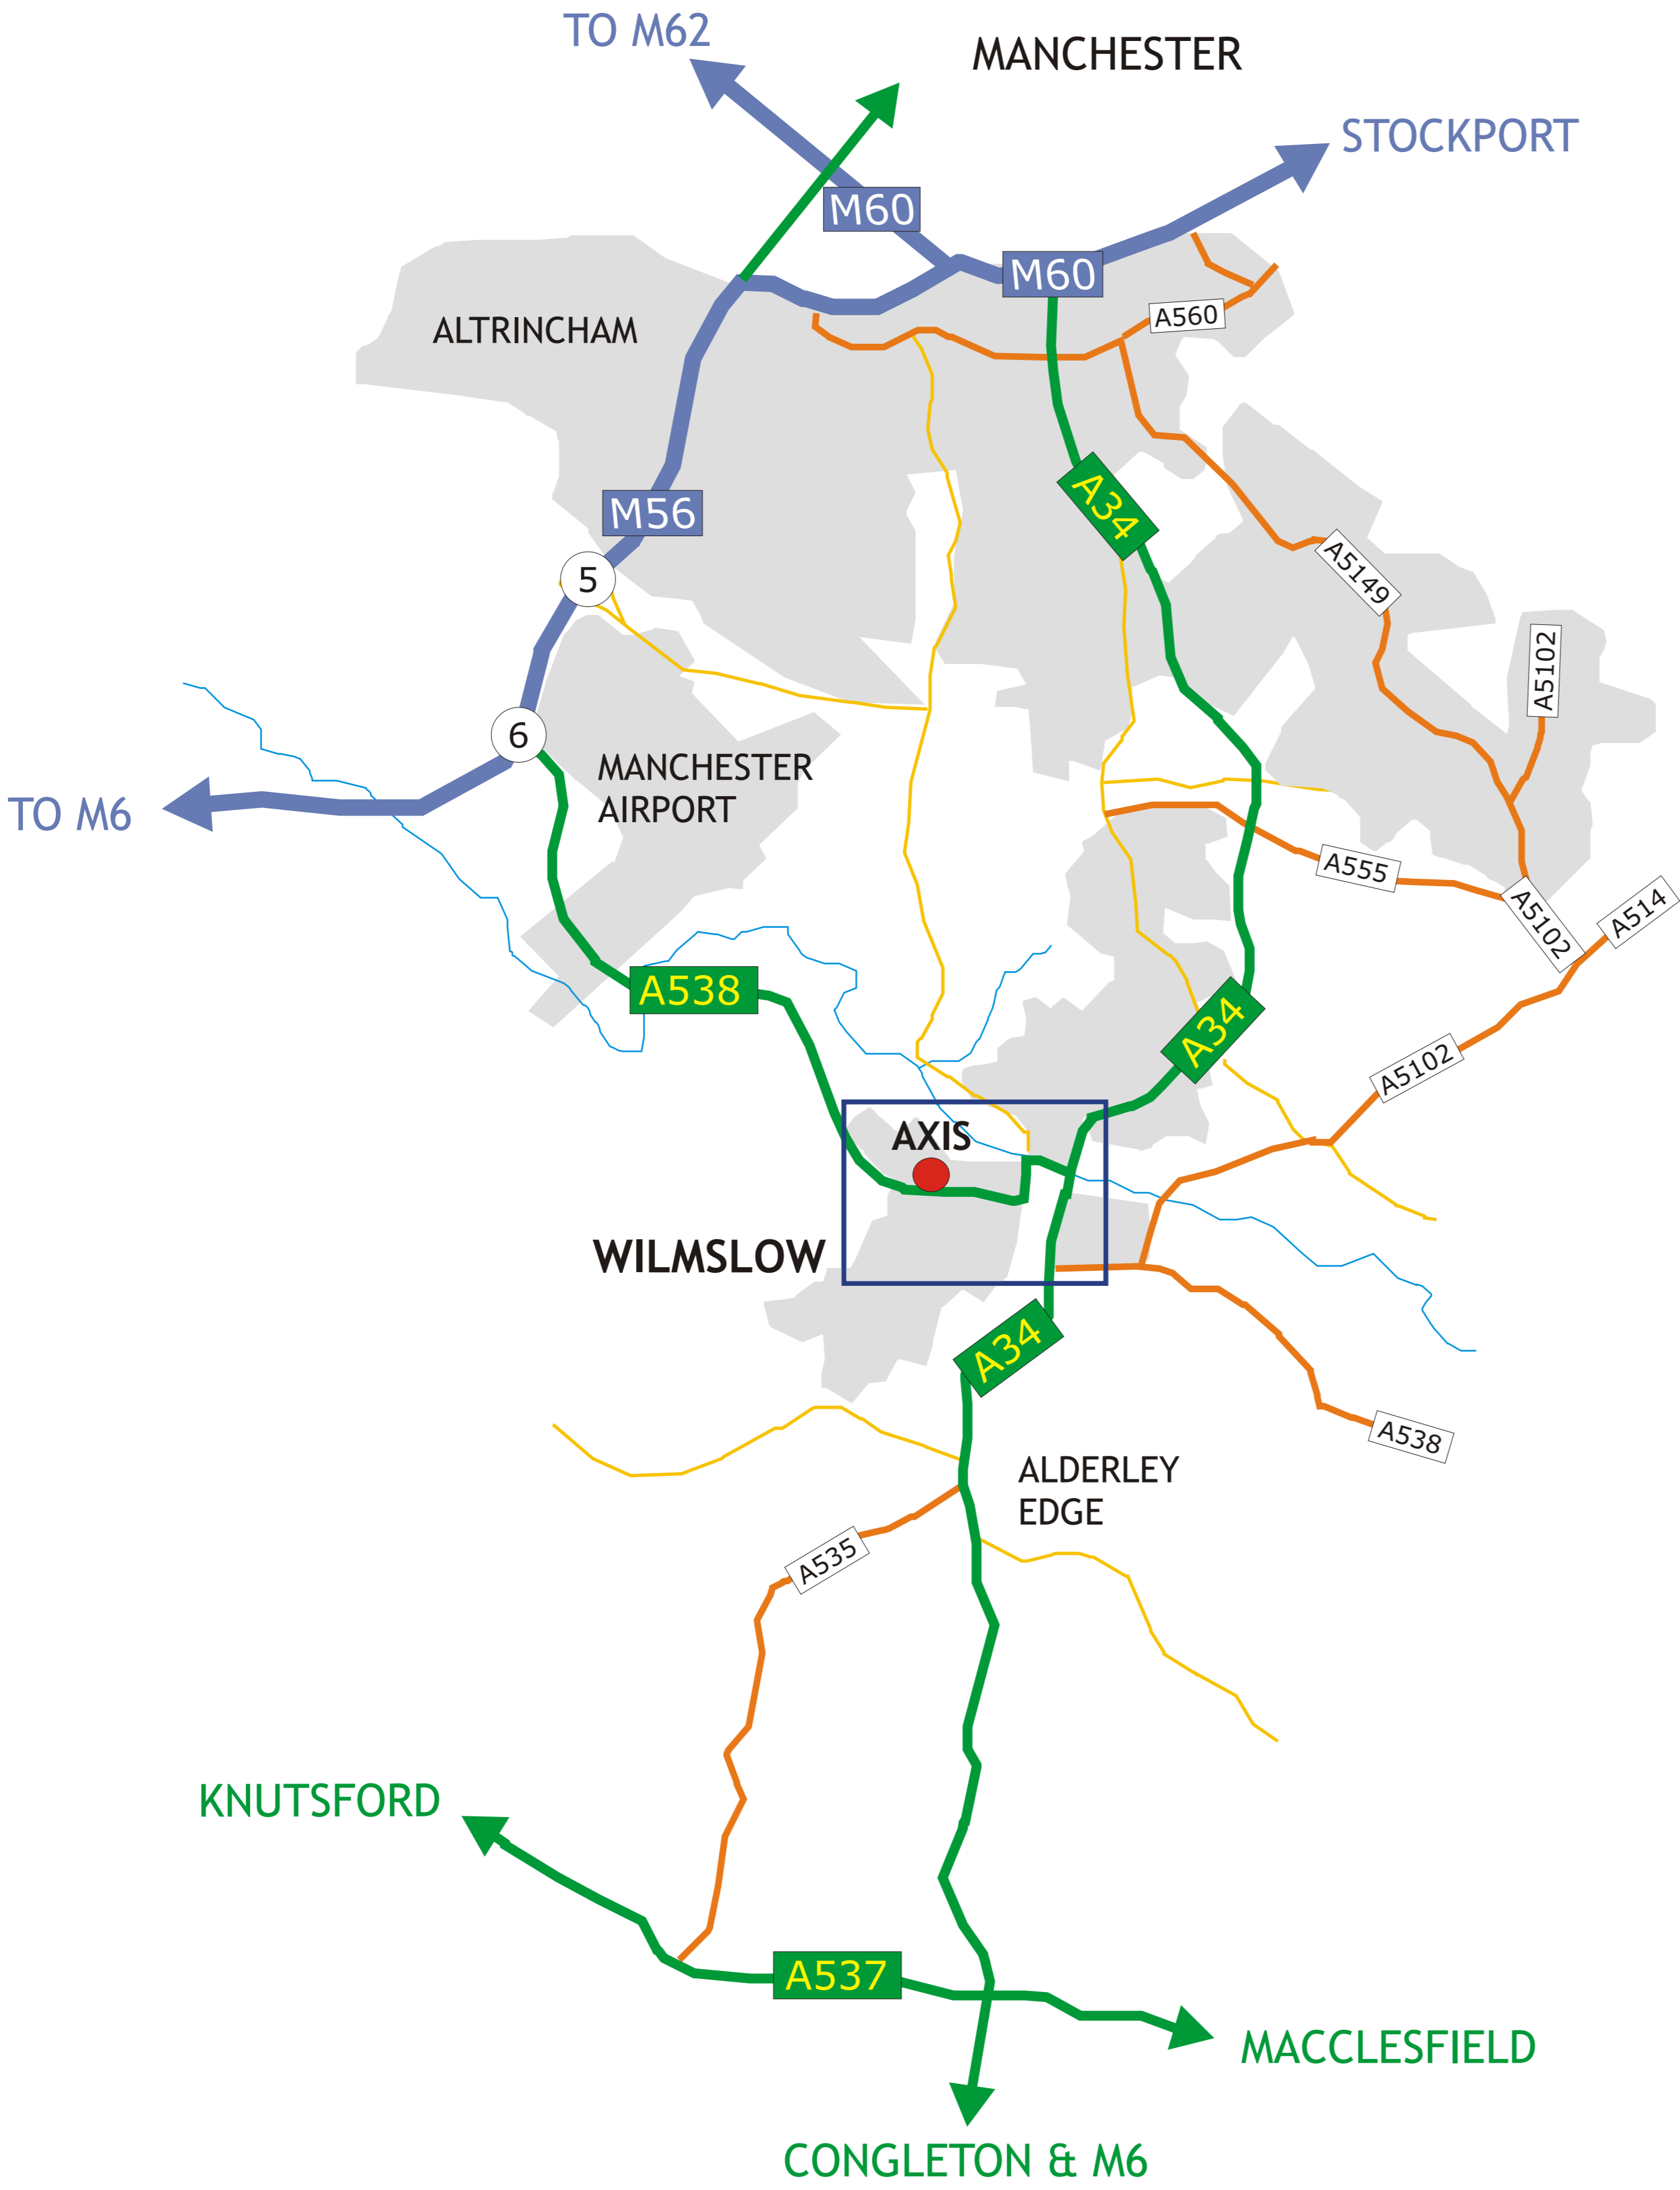 TO M62
MANCHESTER
STOCKPORT
M60
M60
A560
ALTRINCHAM
A34
M56
5
A5149
A5102
6
MANCHESTER
AIRPORT
TO M6
A555
A5102
A514
A538
A34
A5102
AXIS
WILMSLOW
A34
A538
ALDERLEY
EDGE
A535
KNUTSFORD
A537
MACCLESFIELD
CONGLETON & M6